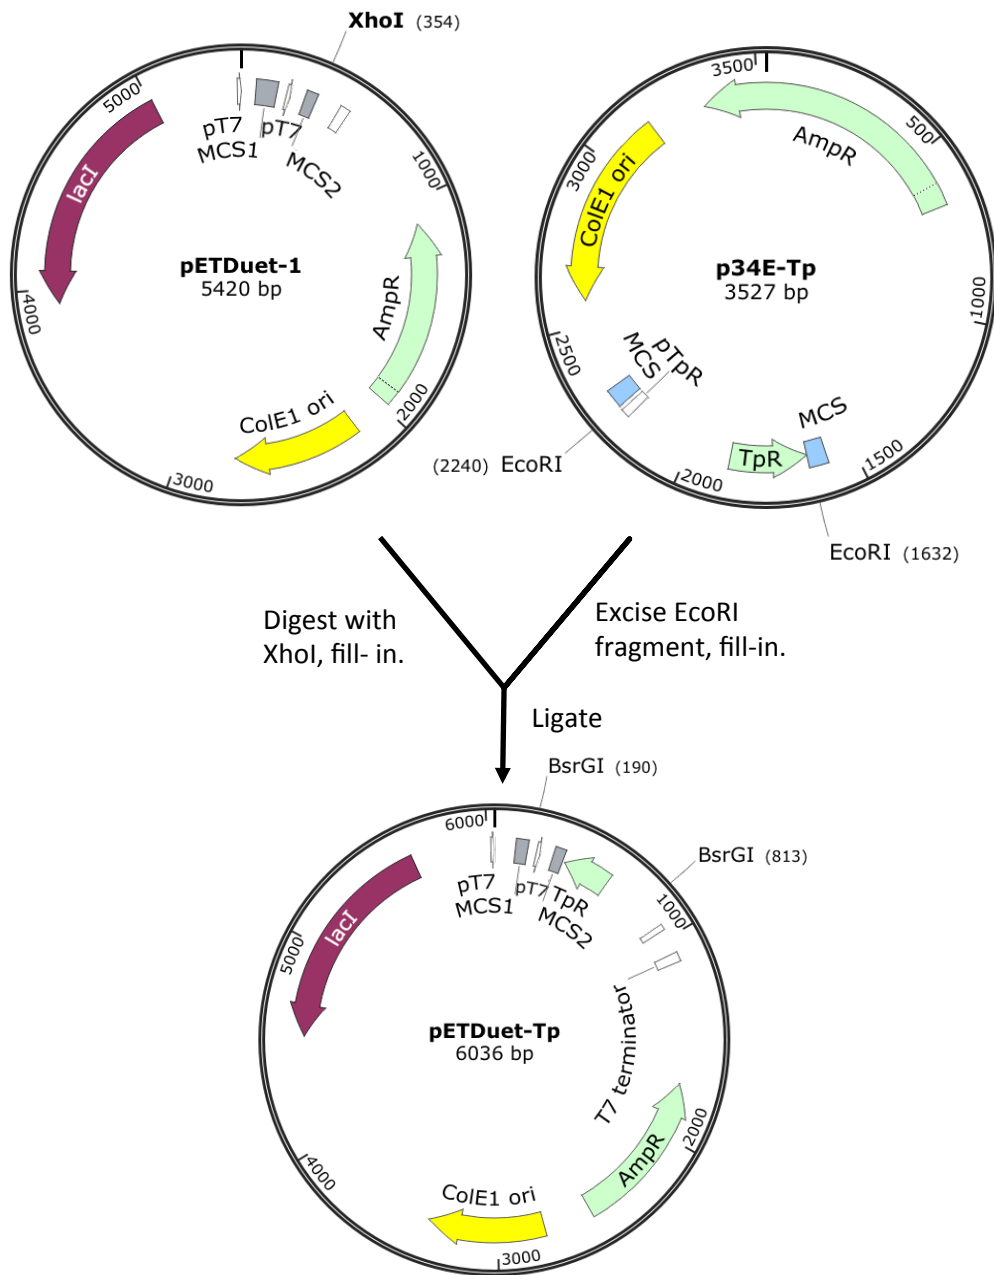 XhoI (354)
5000
pT7
MCS1
pT7
MCS2
1000
lacI
pETDuet-1
5420 bp
AmpR
4000
ColE1 ori
2000
3000
3500
AmpR
500
3000
ColE1 ori
p34E-Tp
3527 bp
1000
2500
MCS
pTpR
MCS
(2240) EcoRI
TpR
1500
2000
EcoRI (1632)
Digest with
XhoI, fill- in.
Excise EcoRI
fragment, fill-in.
Ligate
BsrGI (190)
6000
BsrGI (813)
pT7
MCS1
pT7
TpR
MCS2
1000
lacI
5000
T7 terminator
pETDuet-Tp
6036 bp
AmpR
2000
4000
ColE1 ori
3000